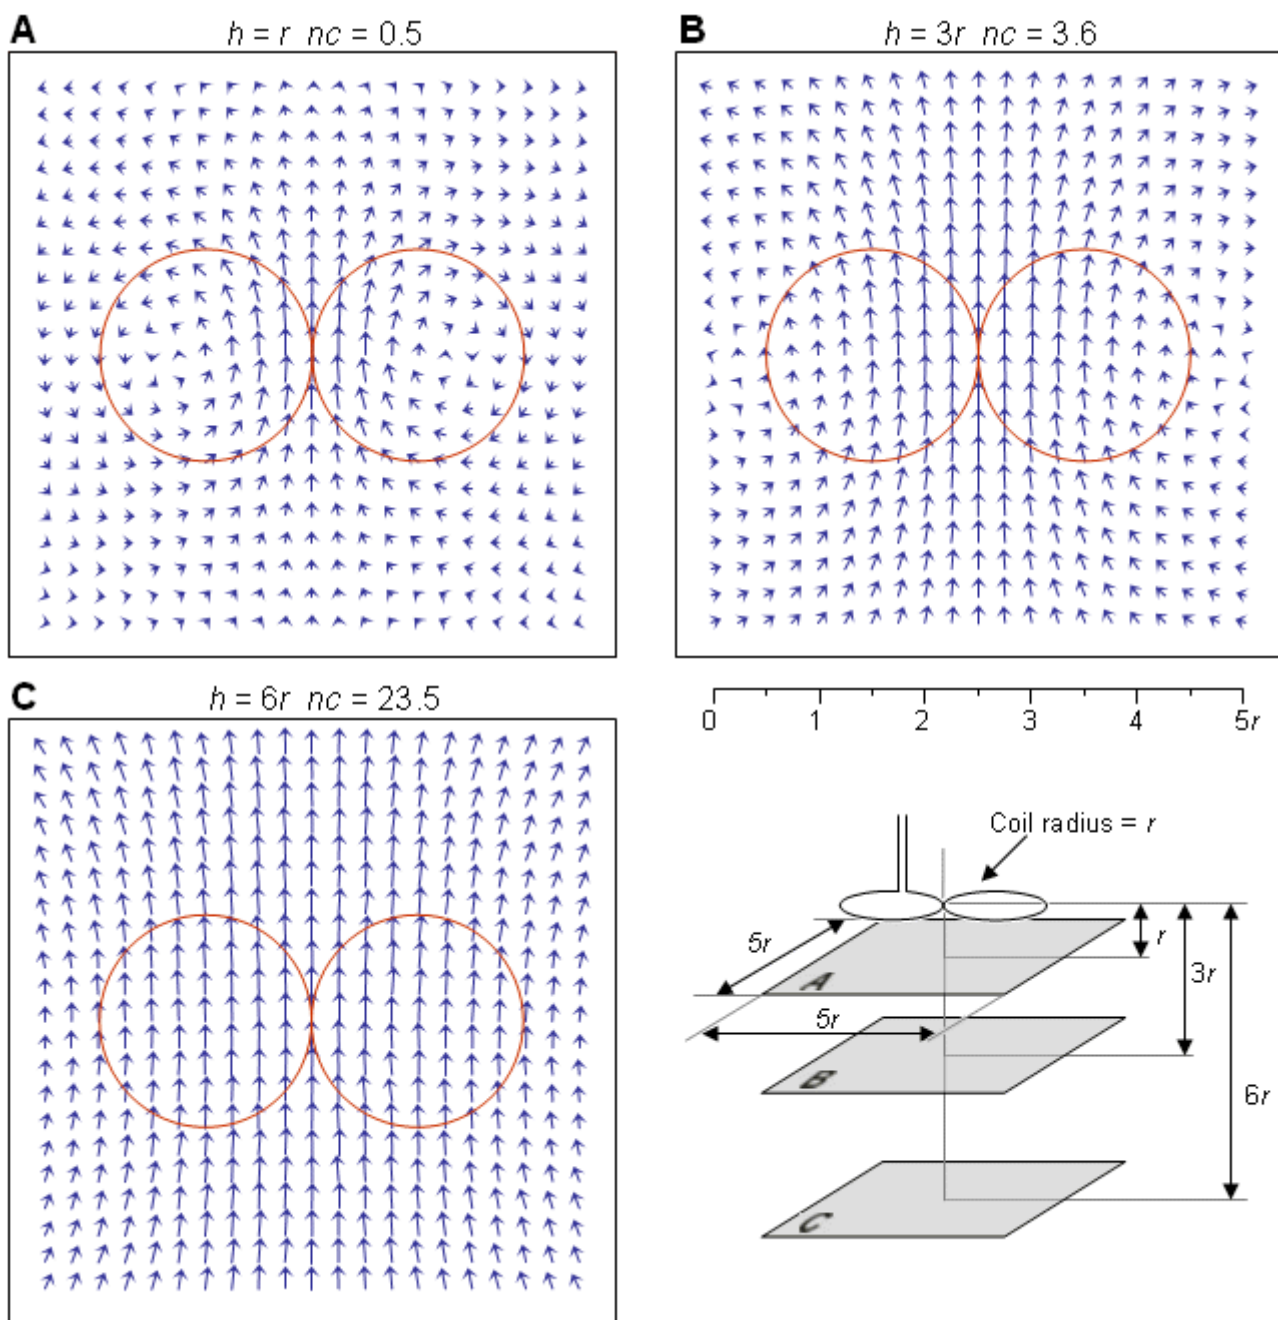 A
h = r nc = 0.5
B
h = 3r nc = 3.6
C
h = 6r nc = 23.5
0 1 2 3 4 5r
Coil radius = r
5r
r
A
3r
5r
B
6r
C